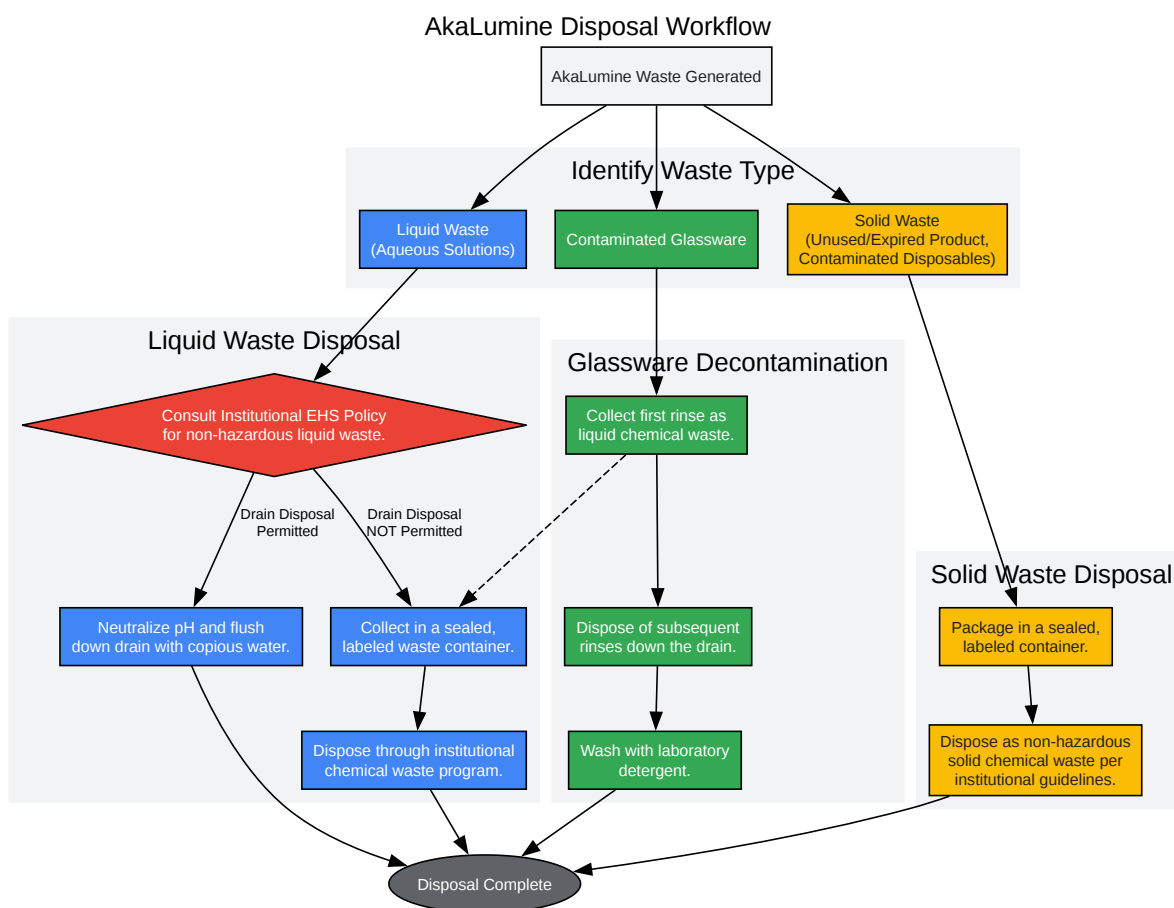 AkaLumine Disposal Workflow
AkaLumine Waste Generated
Identify Waste Type
Liquid Waste
(Aqueous Solutions)
Contaminated Glassware
Solid Waste
(Unused/Expired Product,
Contaminated Disposables)
Liquid Waste Disposal
Consult Institutional EHS Policy
for non-hazardous liquid waste.
Drain Disposal
Permitted
Drain Disposal
NOT Permitted
Neutralize pH and flush
down drain with copious water.
Collect in a sealed,
labeled waste container.
Dispose through institutional
chemical waste program.
Glassware Decontamination
Collect first rinse as
liquid chemical waste.
Dispose of subsequent
rinses down the drain.
Wash with laboratory
detergent.
Solid Waste Disposal
Package in a sealed,
labeled container.
Dispose as non-hazardous
solid chemical waste per
institutional guidelines.
Disposal Complete